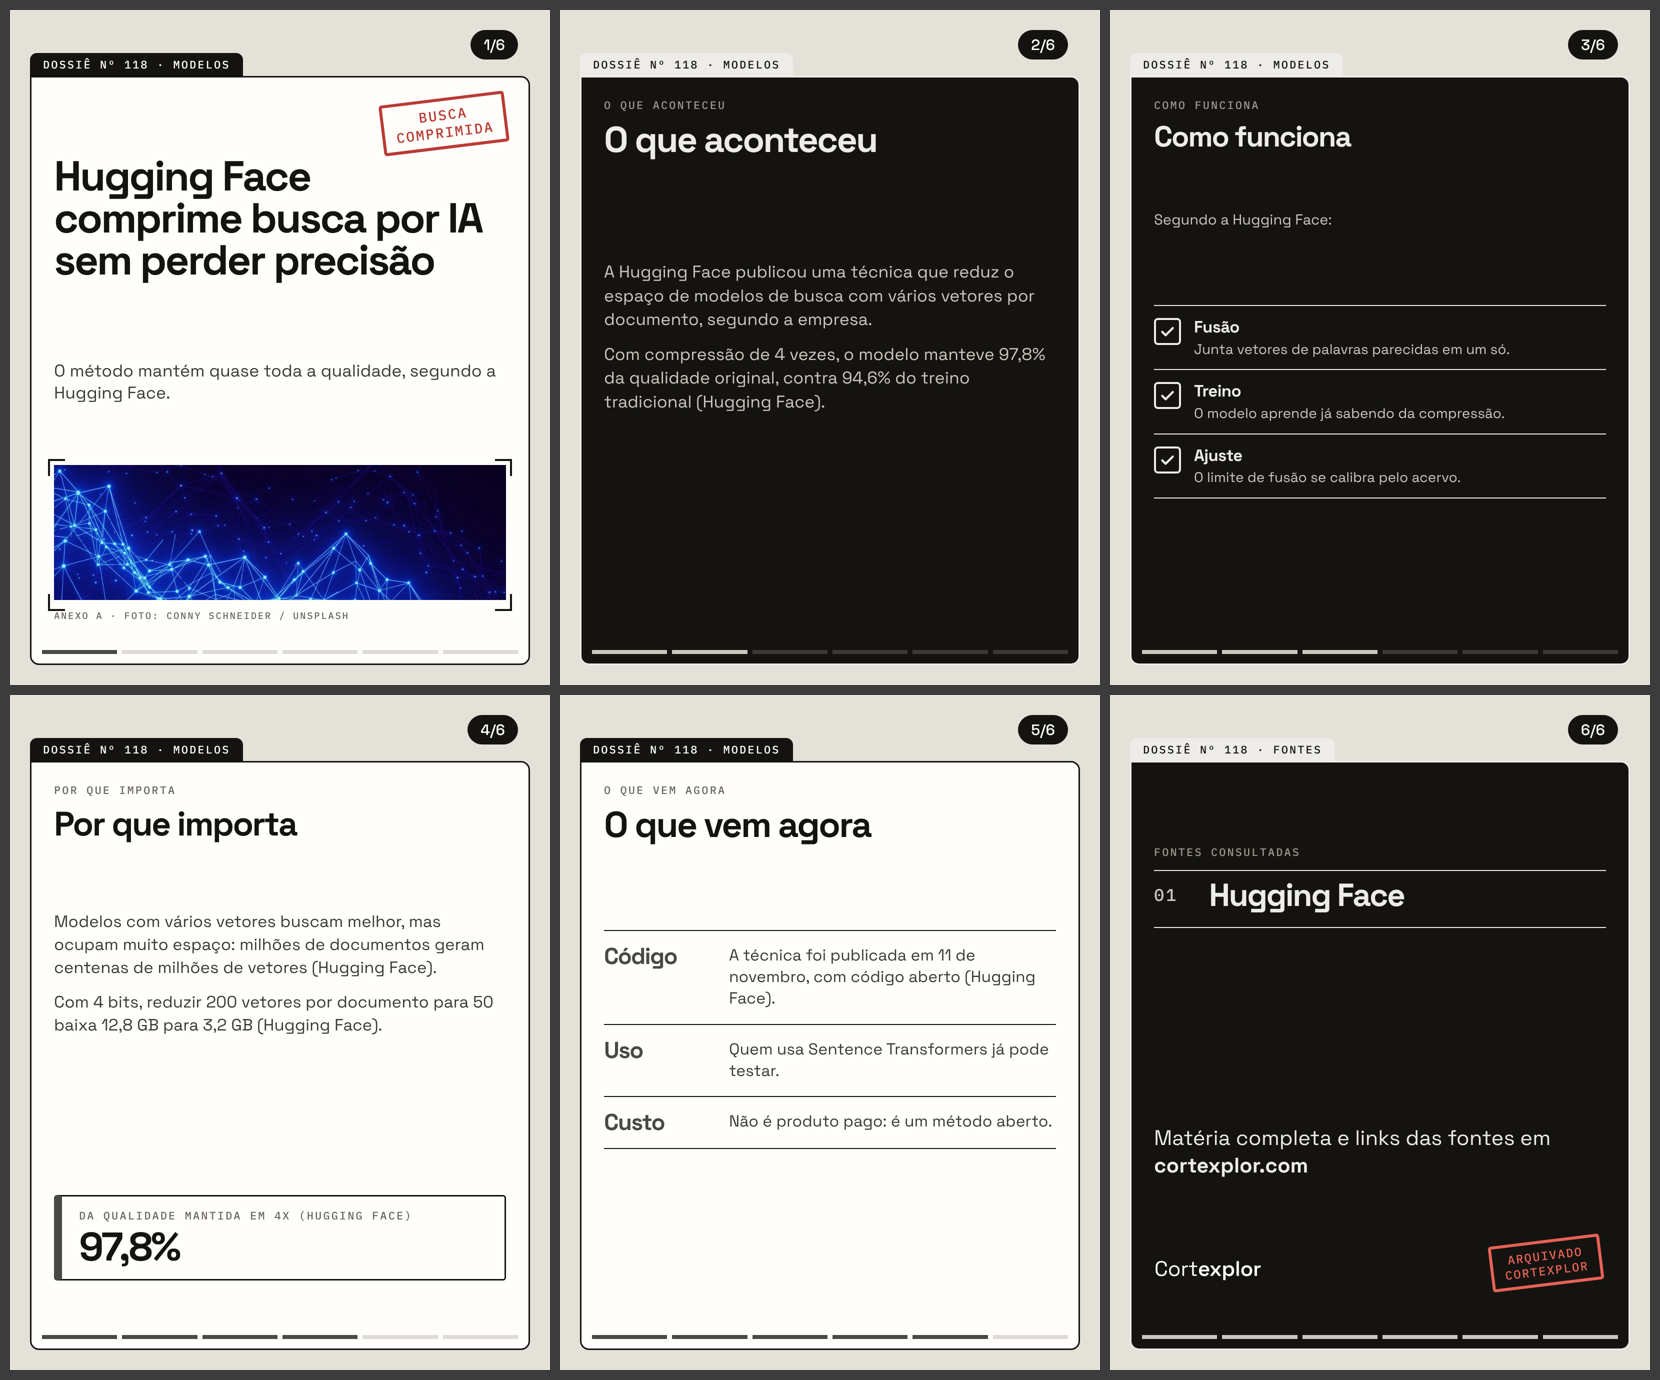 1/6
DOSSIÊ Nº 118 · MODELOS
BUSCA
COMPRIMIDA
Hugging Face
comprime busca por IA
sem perder precisão
O método mantém quase toda a qualidade, segundo a
Hugging Face.
ANEXO A · FOTO: CONNY SCHNEIDER / UNSPLASH
2/6
DOSSIÊ Nº 118 · MODELOS
O QUE ACONTECEU
O que aconteceu
A Hugging Face publicou uma técnica que reduz o
espaço de modelos de busca com vários vetores por
documento, segundo a empresa.
Com compressão de 4 vezes, o modelo manteve 97,8%
da qualidade original, contra 94,6% do treino
tradicional (Hugging Face).
3/6
DOSSIÊ Nº 118 · MODELOS
COMO FUNCIONA
Como funciona
Segundo a Hugging Face:
Fusão
Junta vetores de palavras parecidas em um só.
Treino
O modelo aprende já sabendo da compressão.
Ajuste
O limite de fusão se calibra pelo acervo.
4/6
DOSSIÊ Nº 118 · MODELOS
POR QUE IMPORTA
Por que importa
Modelos com vários vetores buscam melhor, mas
ocupam muito espaço: milhões de documentos geram
centenas de milhões de vetores (Hugging Face).
Com 4 bits, reduzir 200 vetores por documento para 50
baixa 12,8 GB para 3,2 GB (Hugging Face).
DA QUALIDADE MANTIDA EM 4X (HUGGING FACE)
97,8%
5/6
DOSSIÊ Nº 118 · MODELOS
O QUE VEM AGORA
O que vem agora
Código
A técnica foi publicada em 11 de
novembro, com código aberto (Hugging
Face).
Uso
Quem usa Sentence Transformers já pode
testar.
Custo
Não é produto pago: é um método aberto.
6/6
DOSSIÊ Nº 118 · FONTES
FONTES CONSULTADAS
01 Hugging Face
Matéria completa e links das fontes em
cortexplor.com
Cortexplor
ARQUIVADO
CORTEXPLOR